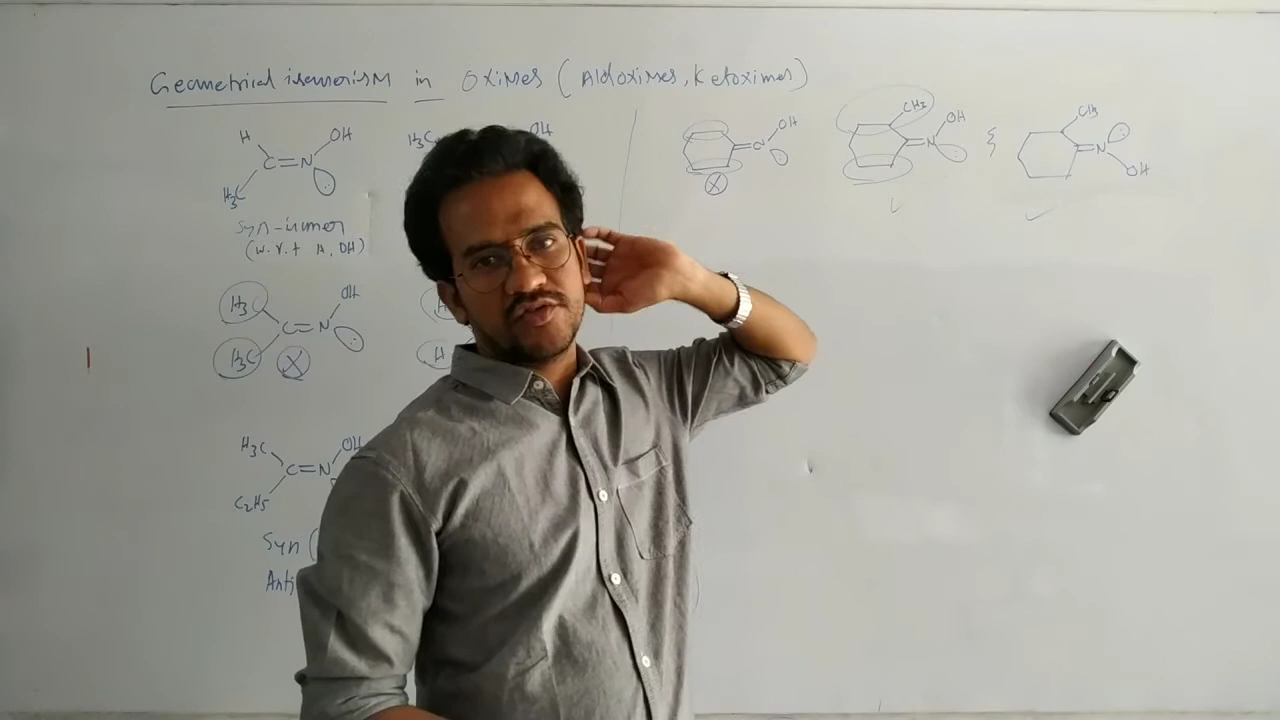 Geometrical isomerism in Oximes (Aldoximes, Ketoximes)
H OH
C=N
H3C
Syn-isomer
(w.r.t H, OH)
H3C OH
H3C OH
C=N
H3C
H
H
H3C OH
C=N
C2H5
Syn (
Anti
OH
CH3 OH
=N
}
CH3
=N
OH